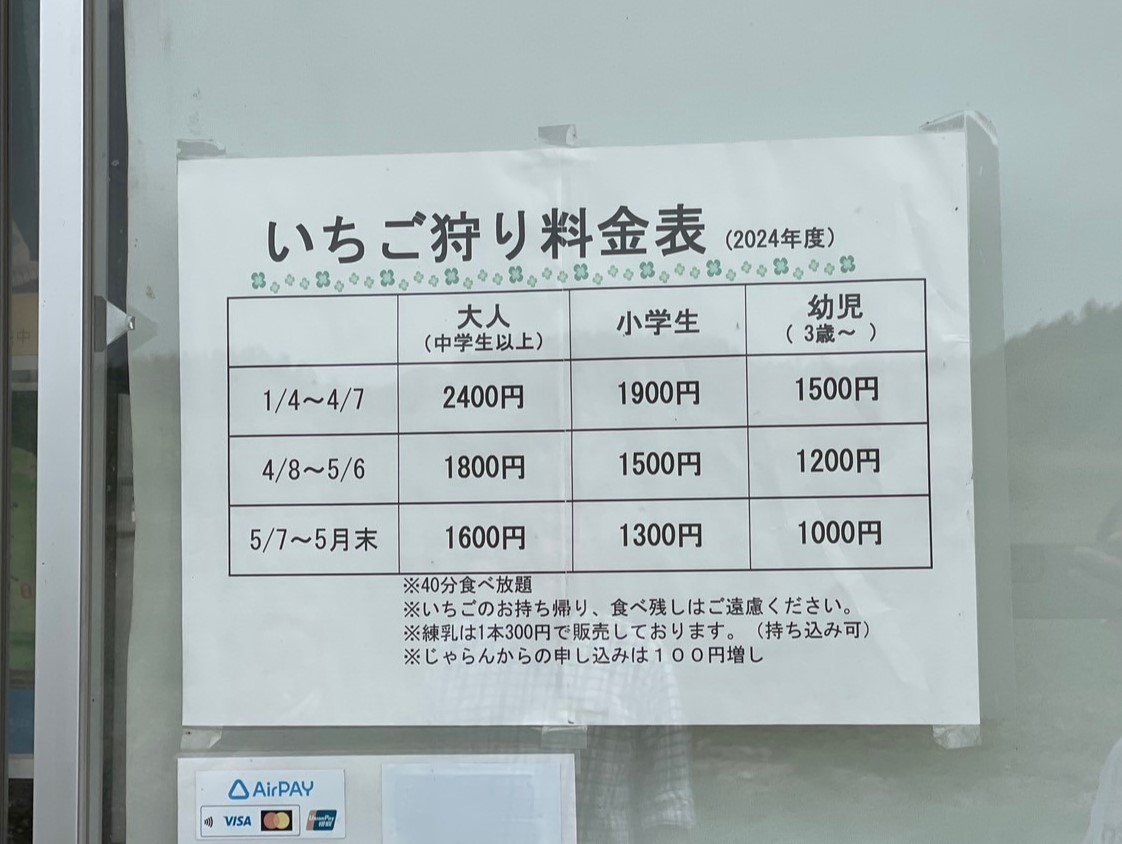 いちご狩り料金表（2024年度）
大人 小学生 幼児
（中学生以上） （ 3歳～ ）
1/4～4/7 2400円 1900円 1500円
4/8～5/6 1800円 1500円 1200円
5/7～5月末 1600円 1300円 1000円
※40分食べ放題
※いちごのお持ち帰り、食べ残しはご遠慮ください。
※練乳は1本300円で販売しております。（持ち込み可）
※じゃらんからの申し込みは１００円増し
AirPAY
VISA UnionPay 银联